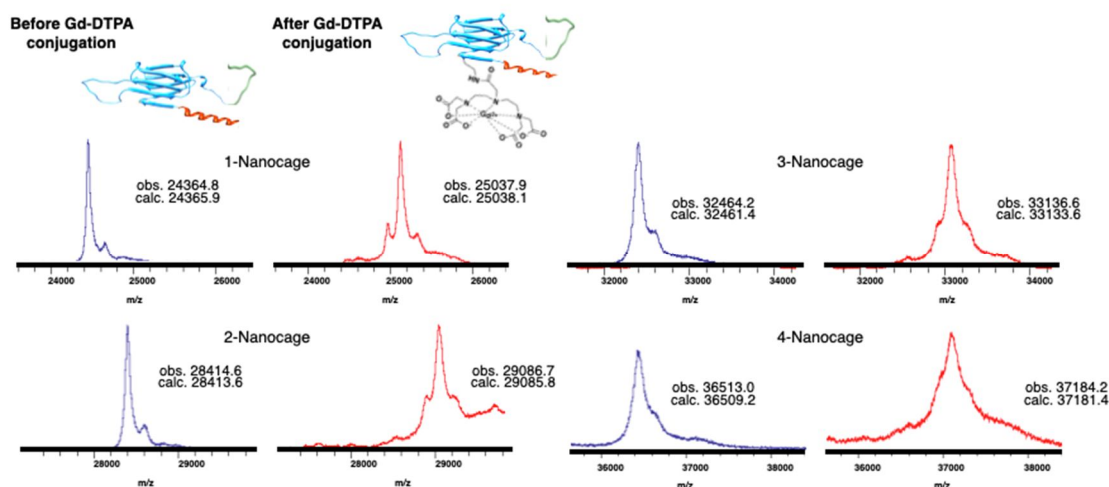 Before Gd-DTPA
conjugation
After Gd-DTPA
conjugation
1-Nanocage
obs. 24364.8
calc. 24365.9
obs. 25037.9
calc. 25038.1
24000 25000 26000
m/z
24000 25000 26000
m/z
3-Nanocage
obs. 32464.2
calc. 32461.4
obs. 33136.6
calc. 33133.6
32000 33000 34000
m/z
32000 33000 34000
m/z
2-Nanocage
obs. 28414.6
calc. 28413.6
obs. 29086.7
calc. 29085.8
28000 29000
m/z
28000 29000
m/z
4-Nanocage
obs. 36513.0
calc. 36509.2
obs. 37184.2
calc. 37181.4
36000 37000 38000
m/z
36000 37000 38000
m/z